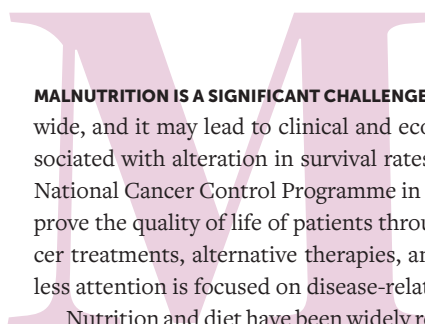 M
MALNUTRITION IS A SIGNIFICANT CHALLENGE
wide, and it may lead to clinical and eco
sociated with alteration in survival rates
National Cancer Control Programme in
prove the quality of life of patients throu
cer treatments, alternative therapies, an
less attention is focused on disease-relat
Nutrition and diet have been widely re